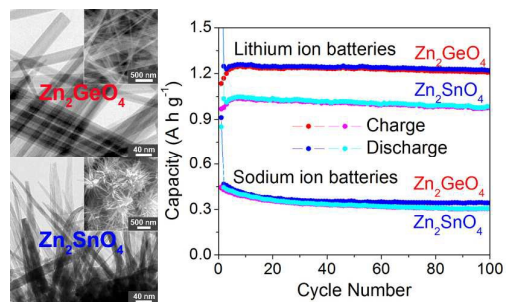 500 nm
Zn₂GeO₄
40 nm
500 nm
Zn₂SnO₄
40 nm
Capacity (A h g⁻¹)
1.5
1.2
0.9
0.6
0.3
0.0
Lithium ion batteries
Zn₂GeO₄
Zn₂SnO₄
Charge
Discharge
Sodium ion batteries
Zn₂GeO₄
Zn₂SnO₄
0 20 40 60 80 100
Cycle Number